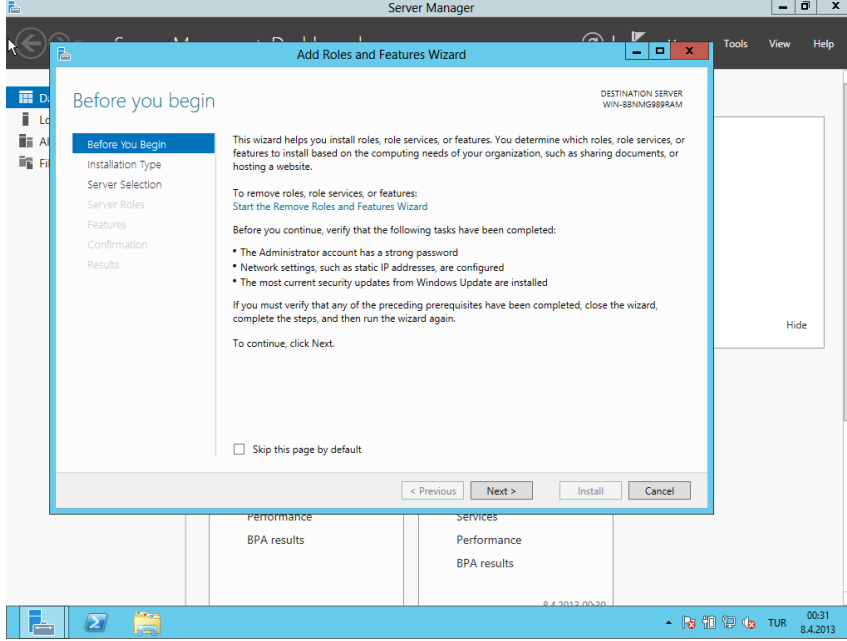 Server Manager
Tools View Help
Add Roles and Features Wizard
Before you begin
DESTINATION SERVER
WIN-BBNMG989RAM
Before You Begin
Installation Type
Server Selection
Server Roles
Features
Confirmation
Results
This wizard helps you install roles, role services, or features. You determine which roles, role services, or
features to install based on the computing needs of your organization, such as sharing documents, or
hosting a website.
To remove roles, role services, or features:
Start the Remove Roles and Features Wizard
Before you continue, verify that the following tasks have been completed:
• The Administrator account has a strong password
• Network settings, such as static IP addresses, are configured
• The most current security updates from Windows Update are installed
If you must verify that any of the preceding prerequisites have been completed, close the wizard,
complete the steps, and then run the wizard again.
To continue, click Next.
Skip this page by default
< Previous Next > Install Cancel
Hide
Performance
BPA results
Services
Performance
BPA results
8.4.2013 00:30
TUR
00:31
8.4.2013